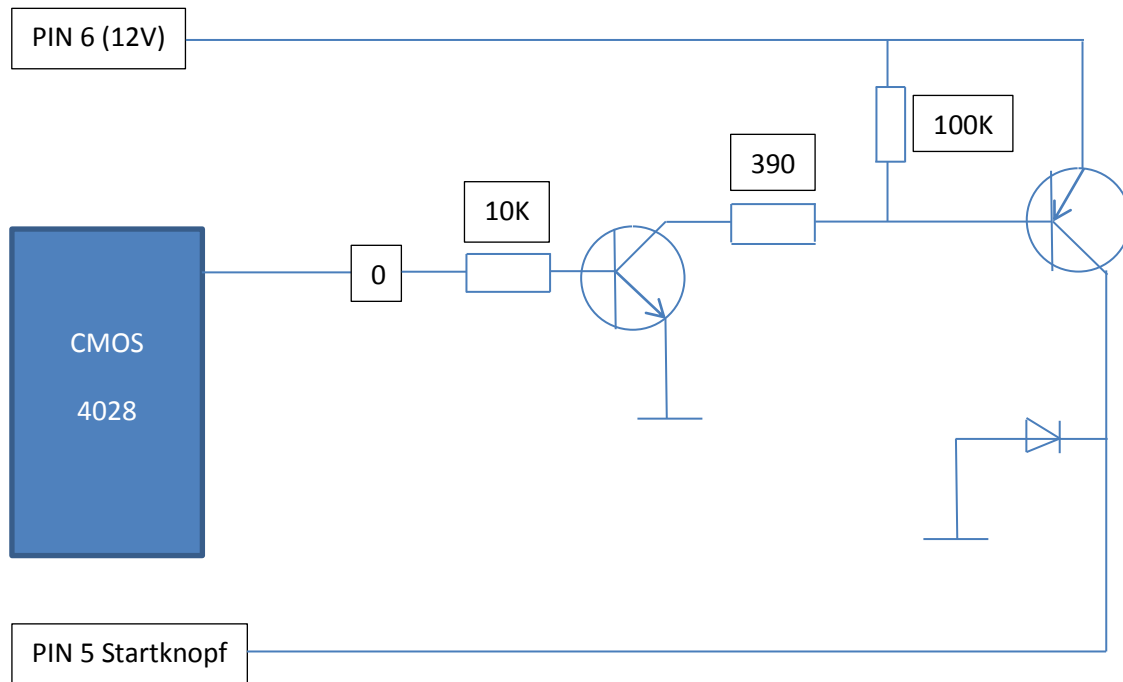 PIN 6 (12V)
100K
390
10K
0
CMOS
4028
PIN 5 Startknopf